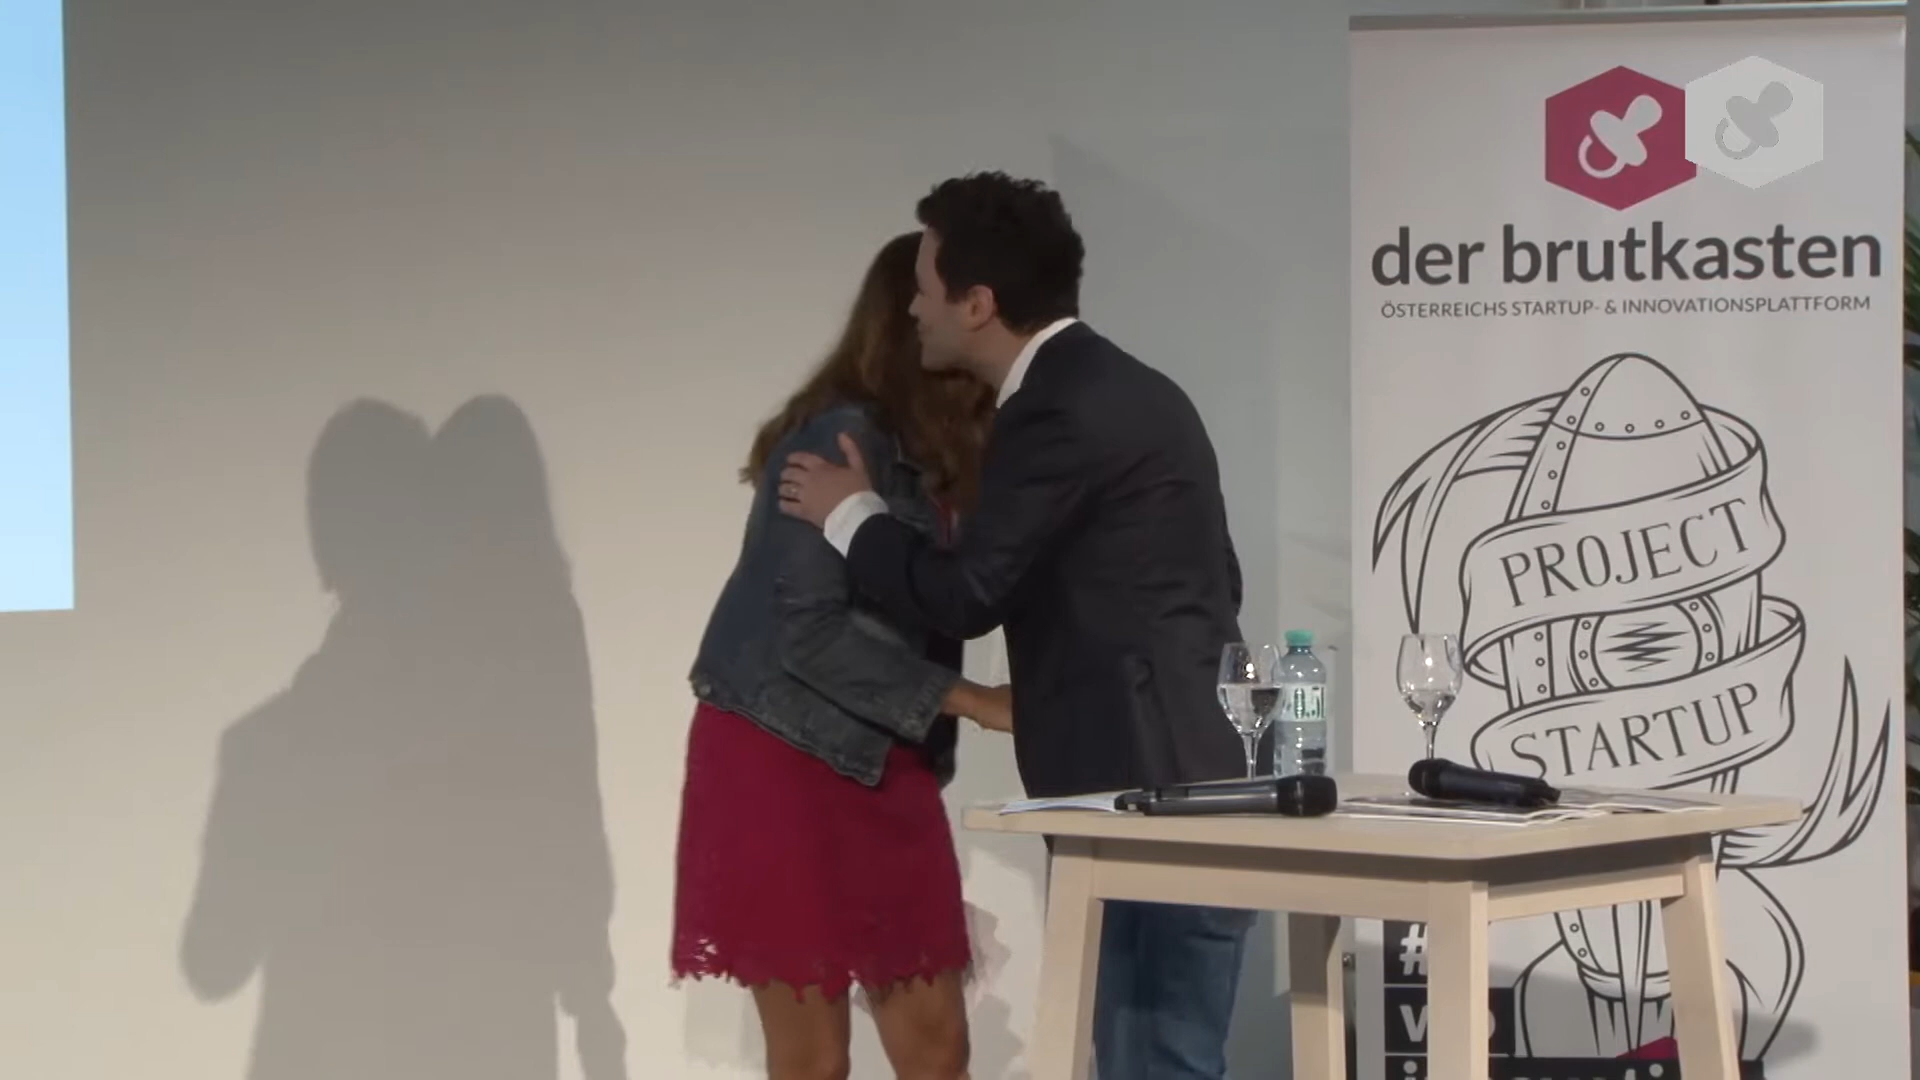 der brutkasten
ÖSTERREICHS STARTUP- & INNOVATIONSPLATTFORM
PROJECT
STARTUP
#